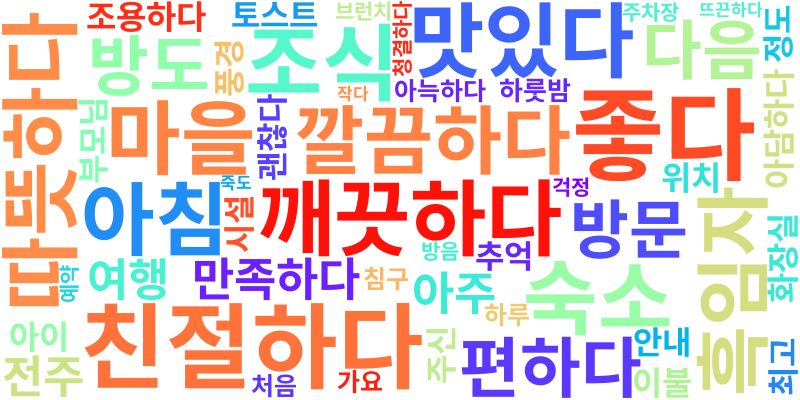 조용하다 토스트 브런치 청결하다 맛있다 주차장 뜨끈하다
따뜻하다 방도 풍경 조식 다음 정도
부모님 마을 괜찮다 작다 아늑하다 하룻밤 아담하다
깔끔하다 좋다
아침 시설 죽도 깨끗하다 걱정 위치 흑임자
방문 화장실
예약 여행 만족하다 침구 방음 추억
아주 숙소
아이 친절하다 하루
전주 주신 편하다 안내 최고
처음 가요 이불